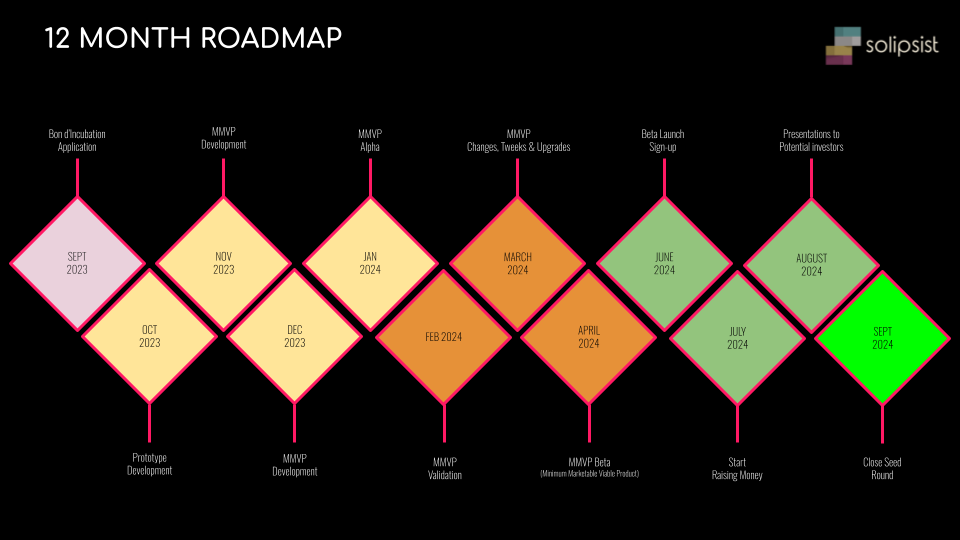 12 MONTH ROADMAP
solipsist
Bon d'Incubation
Application
MMVP
Development
MMVP
Alpha
MMVP
Changes, Tweeks & Upgrades
Beta Launch
Sign-up
Presentations to
Potential investors
SEPT
2023
NOV
2023
JAN
2024
MARCH
2024
JUNE
2024
AUGUST
2024
OCT
2023
DEC
2023
FEB 2024
APRIL
2024
JULY
2024
SEPT
2024
Prototype
Development
MMVP
Development
MMVP
Validation
MMVP Beta
(Minimum Marketable Viable Product)
Start
Raising Money
Close Seed
Round